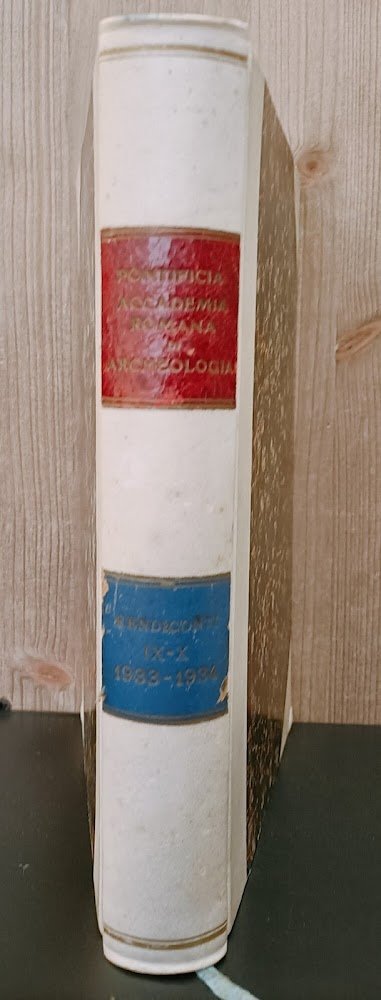 PONTIFICIA
ACCADEMIA
ROMANA
DI
ARCHEOLOGIA
RENDICONTI
IX-X
1933-1934